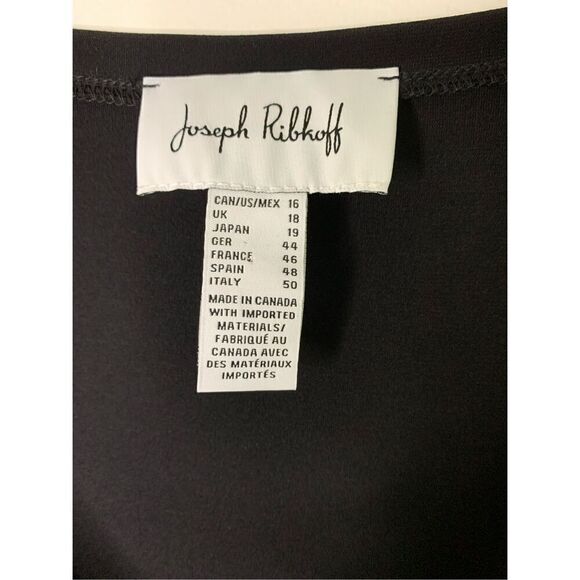 Joseph Ribkoff
CAN/US/MEX 16
UK 18
JAPAN 19
GER 44
FRANCE 46
SPAIN 48
ITALY 50
MADE IN CANADA
WITH IMPORTED
MATERIALS/
FABRIQUÉ AU
CANADA AVEC
DES MATÉRIAUX
IMPORTÉS